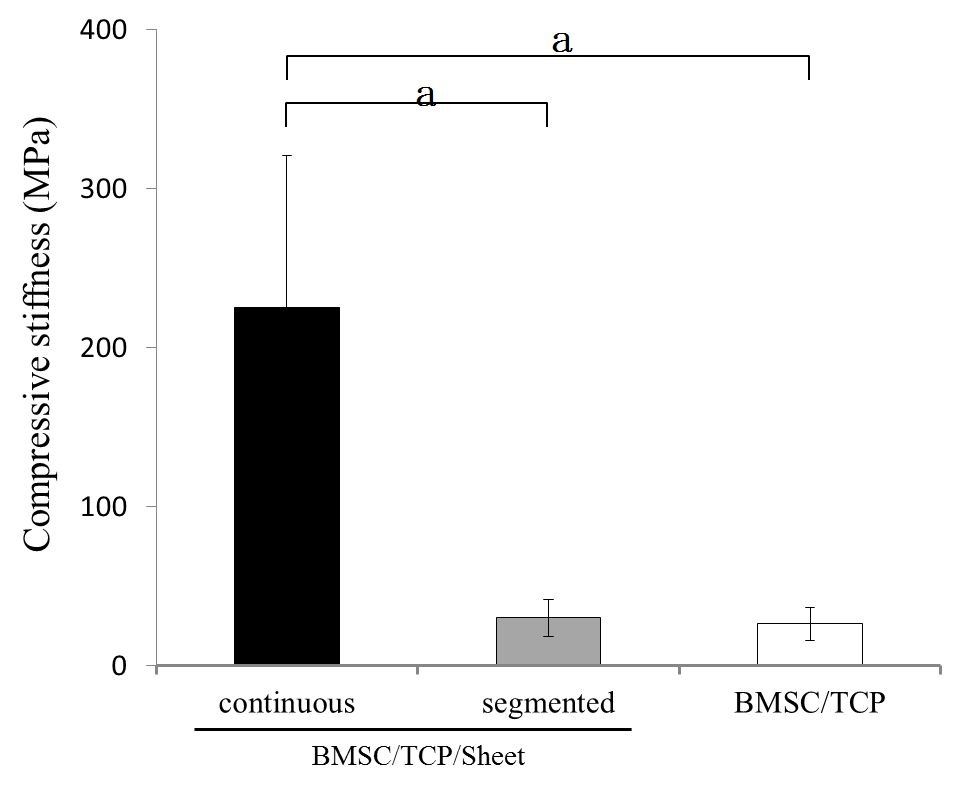 400
a
a
300
200
100
0
Compressive stiffness (MPa)
continuous
segmented
BMSC/TCP
BMSC/TCP/Sheet